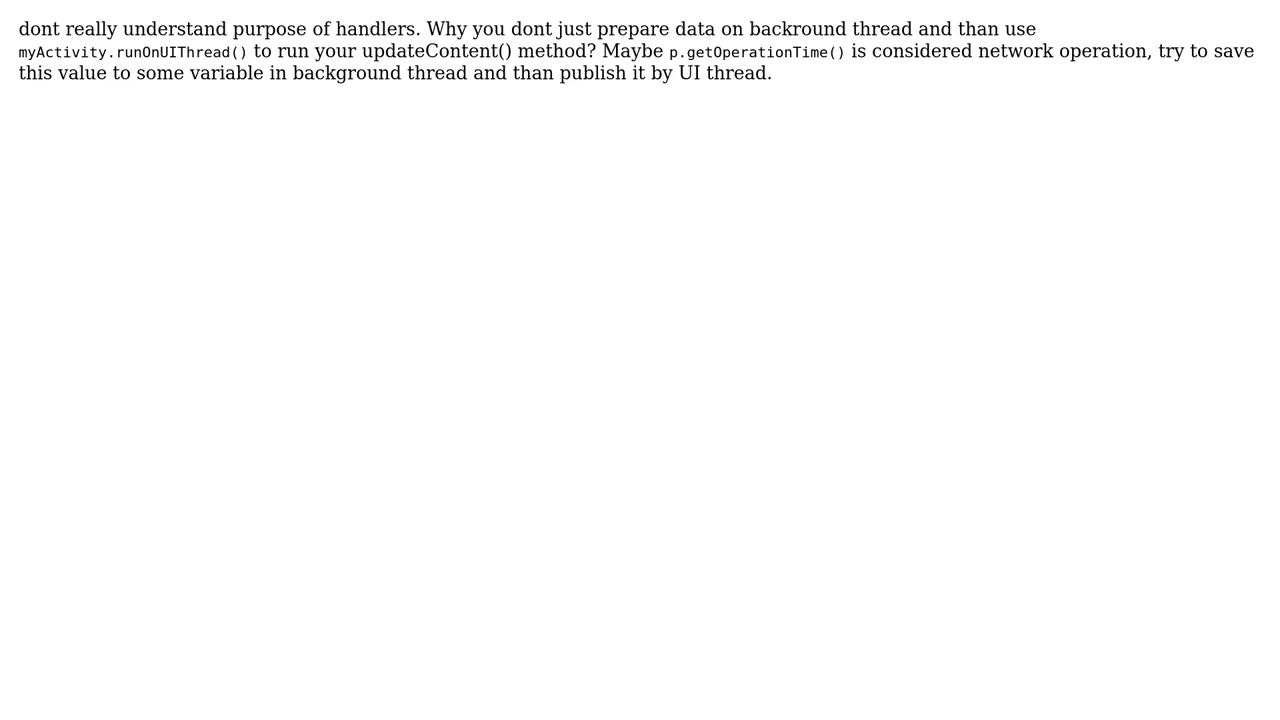 dont really understand purpose of handlers. Why you dont just prepare data on backround thread and than use
myActivity.runOnUIThread() to run your updateContent() method? Maybe p.getOperationTime() is considered network operation, try to save
this value to some variable in background thread and than publish it by UI thread.